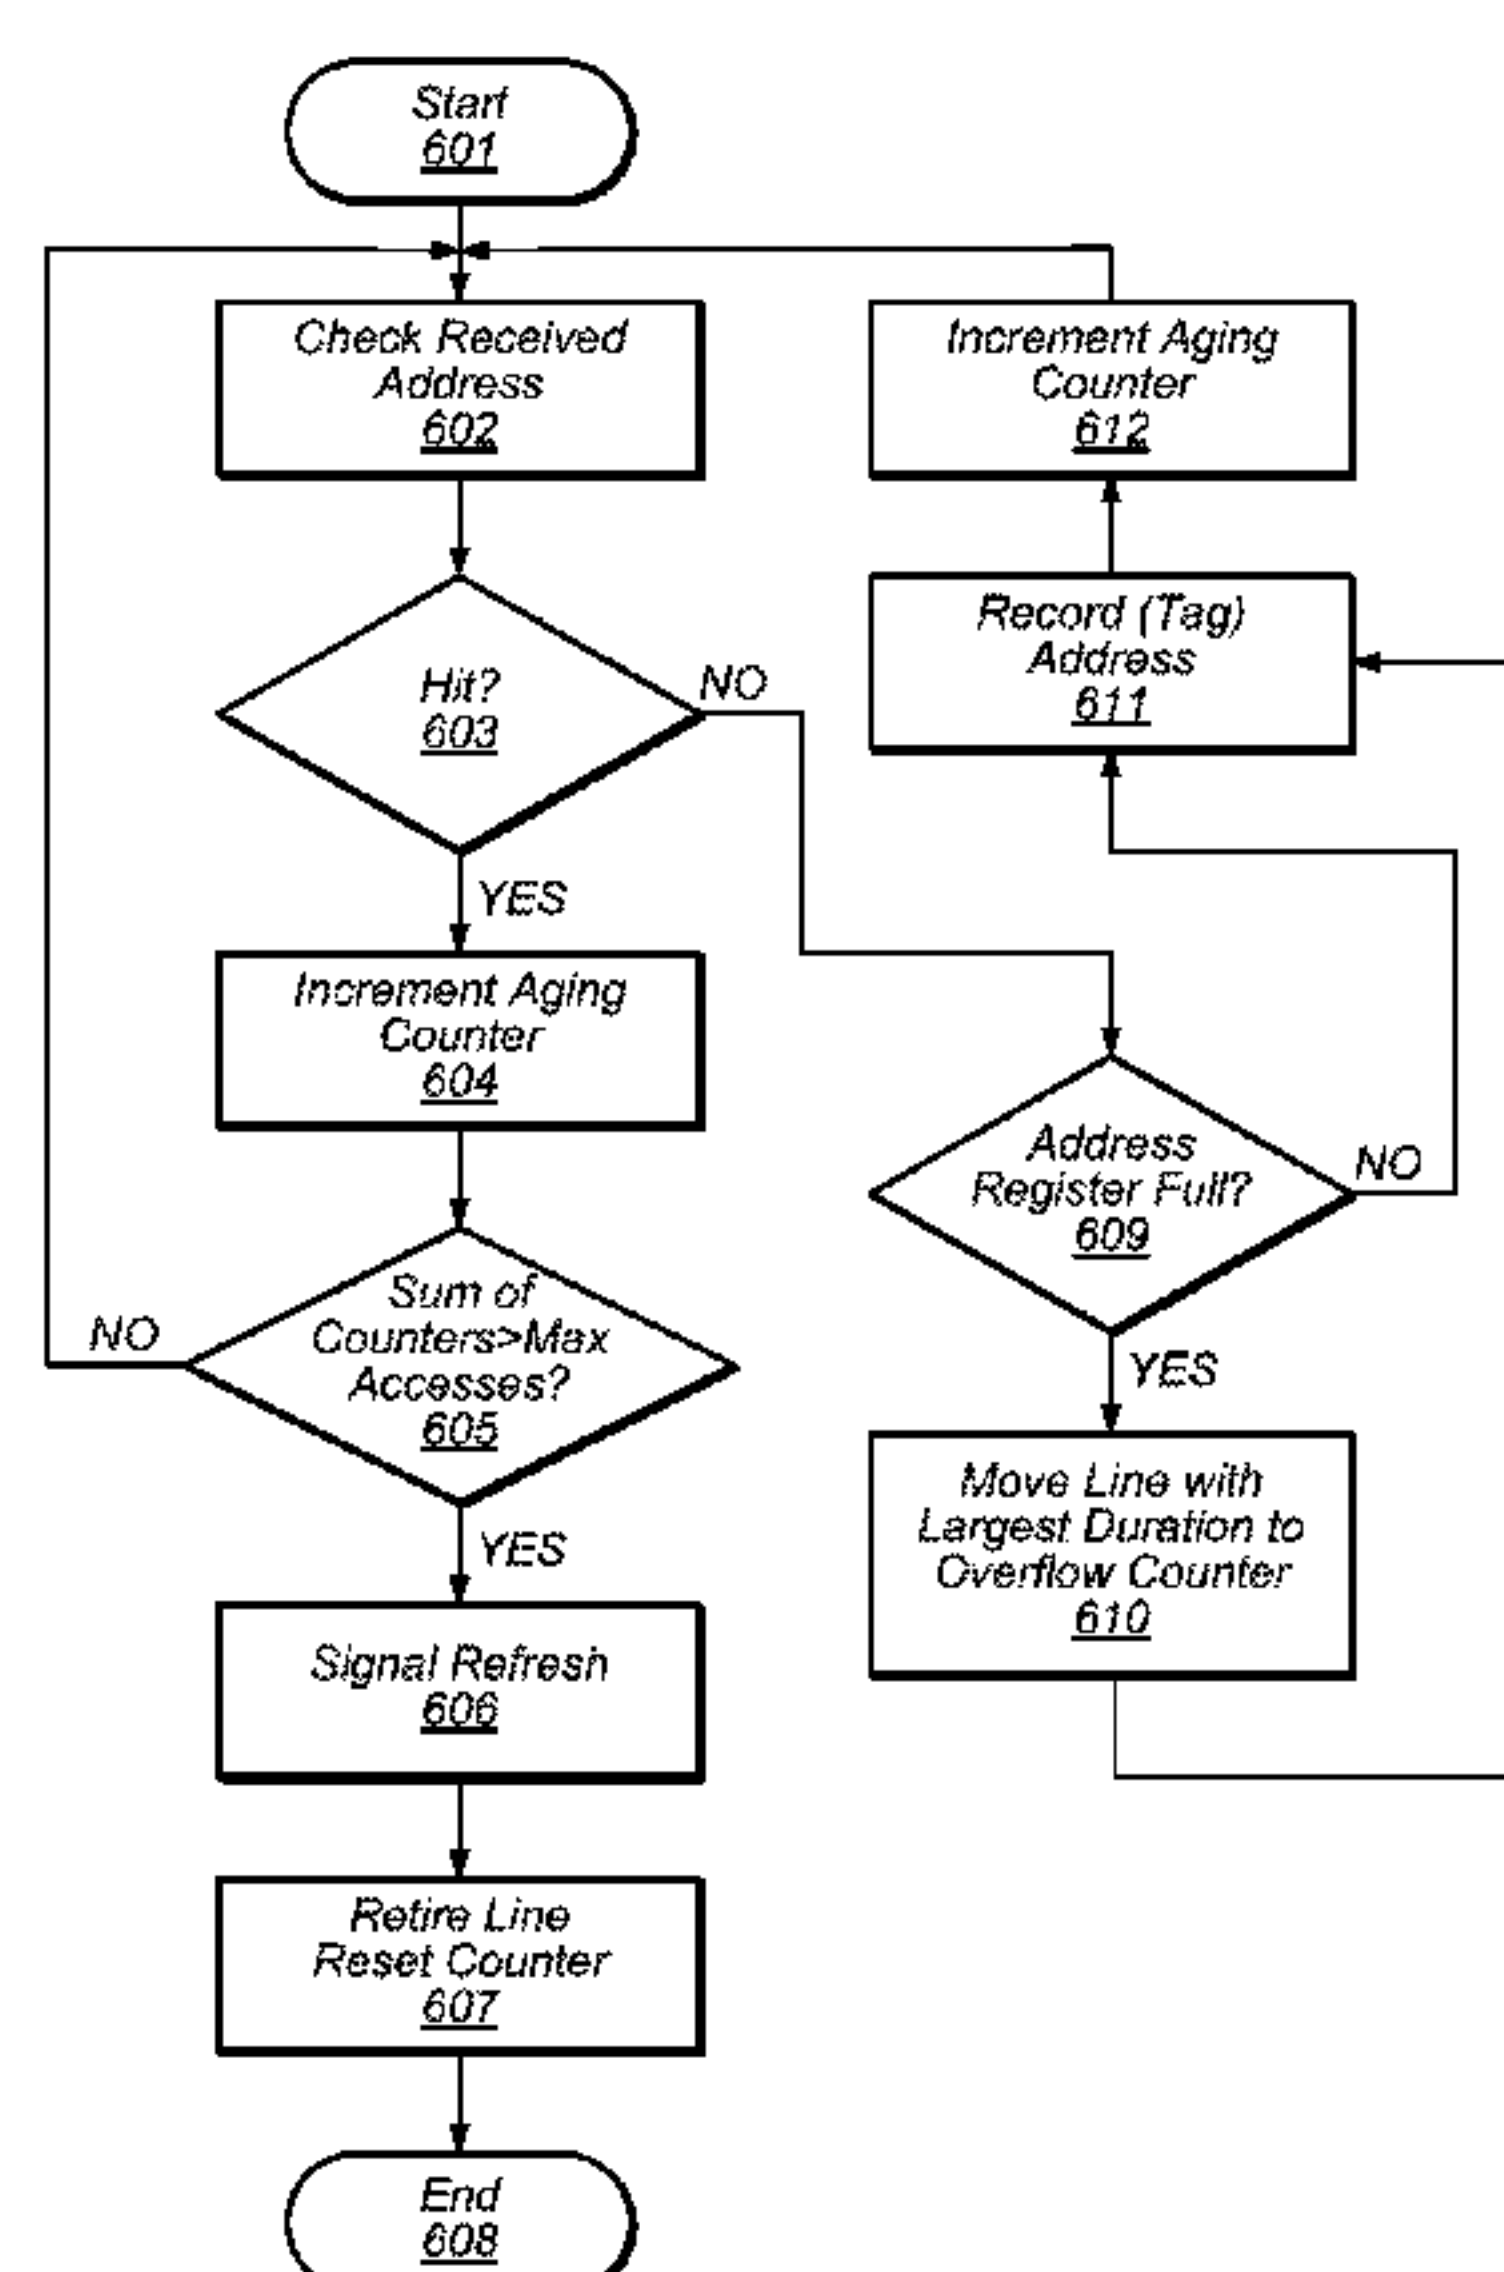 Start
601
Check Received
Address
602
Hit?
603
NO
YES
Increment Aging
Counter
604
Sum of
Counters>Max
Accesses?
605
NO
YES
Signal Refresh
606
Retire Line
Reset Counter
607
End
608
Increment Aging
Counter
612
Record (Tag)
Address
611
Address
Register Full?
609
NO
YES
Move Line with
Largest Duration to
Overflow Counter
610